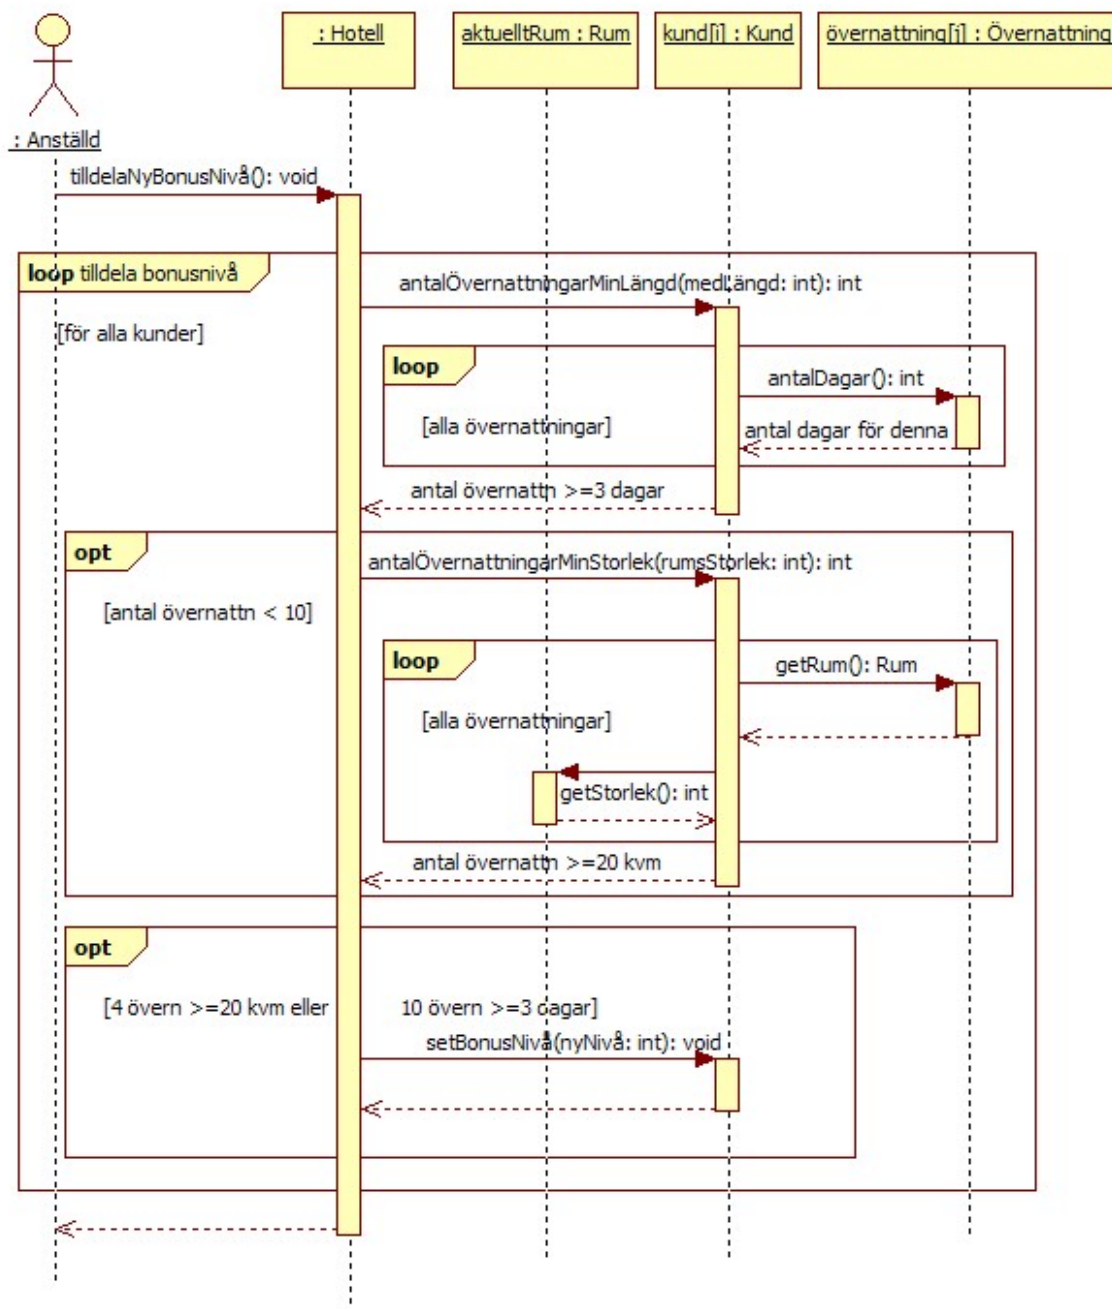 : Hotell
aktuelltRum : Rum
kund[i] : Kund
övernattning[j] : Övernattning
: Anställd
tilldelaNyBonusNivå(): void
loop tilldela bonusnivå
antalÖvernattningarMinLängd(medLängd: int): int
[för alla kunder]
loop
antalDagar(): int
[alla övernattningar]
antal dagar för denna
antal övernattn >=3 dagar
opt
antalÖvernattningarMinStorlek(rumsStorlek: int): int
[antal övernattn < 10]
loop
getRum(): Rum
[alla övernattningar]
getStorlek(): int
antal övernattn >=20 kvm
opt
[4 övern >=20 kvm eller 10 övern >=3 dagar]
setBonusNivå(nyNivå: int): void